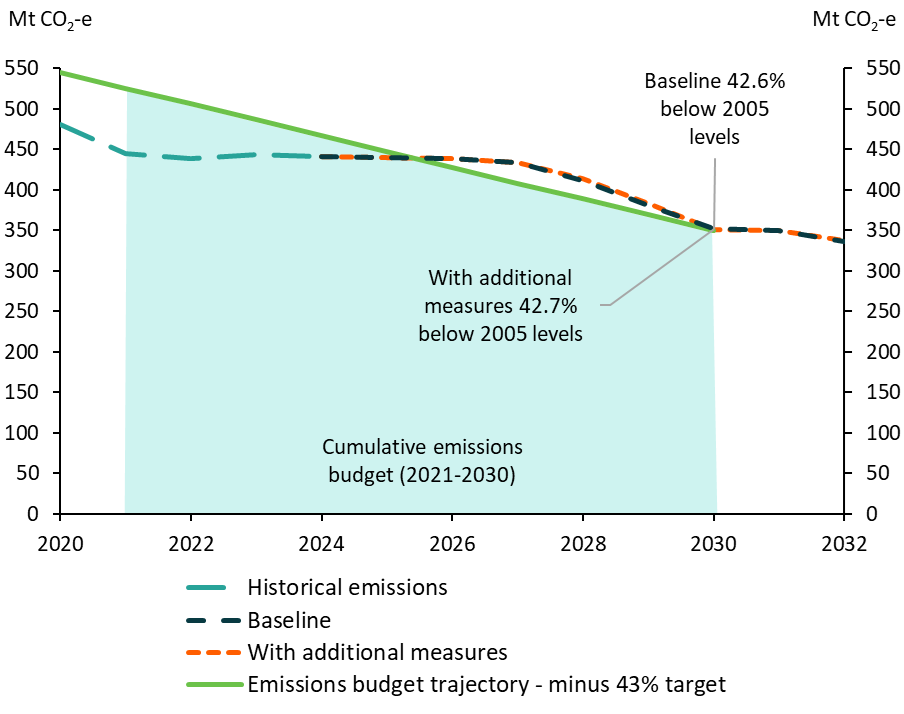 Mt CO₂-e
Mt CO₂-e
550
500
450
400
350
300
250
200
150
100
50
0
550
500
450
400
350
300
250
200
150
100
50
0
Baseline 42.6%
below 2005
levels
With additional
measures 42.7%
below 2005 levels
Cumulative emissions
budget (2021-2030)
2020 2022 2024 2026 2028 2030 2032
Historical emissions
Baseline
With additional measures
Emissions budget trajectory - minus 43% target